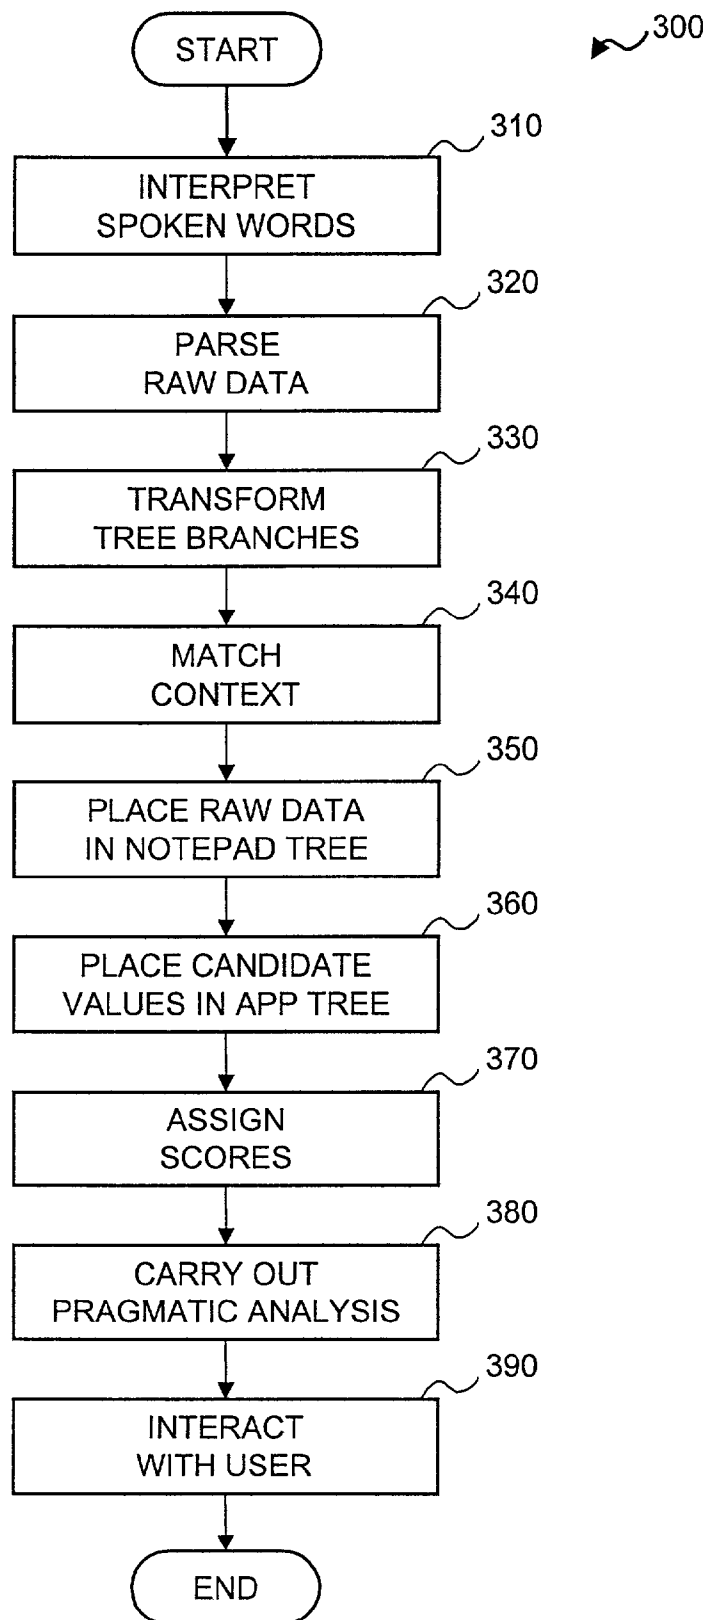 START
300
310
INTERPRET
SPOKEN WORDS
320
PARSE
RAW DATA
330
TRANSFORM
TREE BRANCHES
340
MATCH
CONTEXT
350
PLACE RAW DATA
IN NOTEPAD TREE
360
PLACE CANDIDATE
VALUES IN APP TREE
370
ASSIGN
SCORES
380
CARRY OUT
PRAGMATIC ANALYSIS
390
INTERACT
WITH USER
END